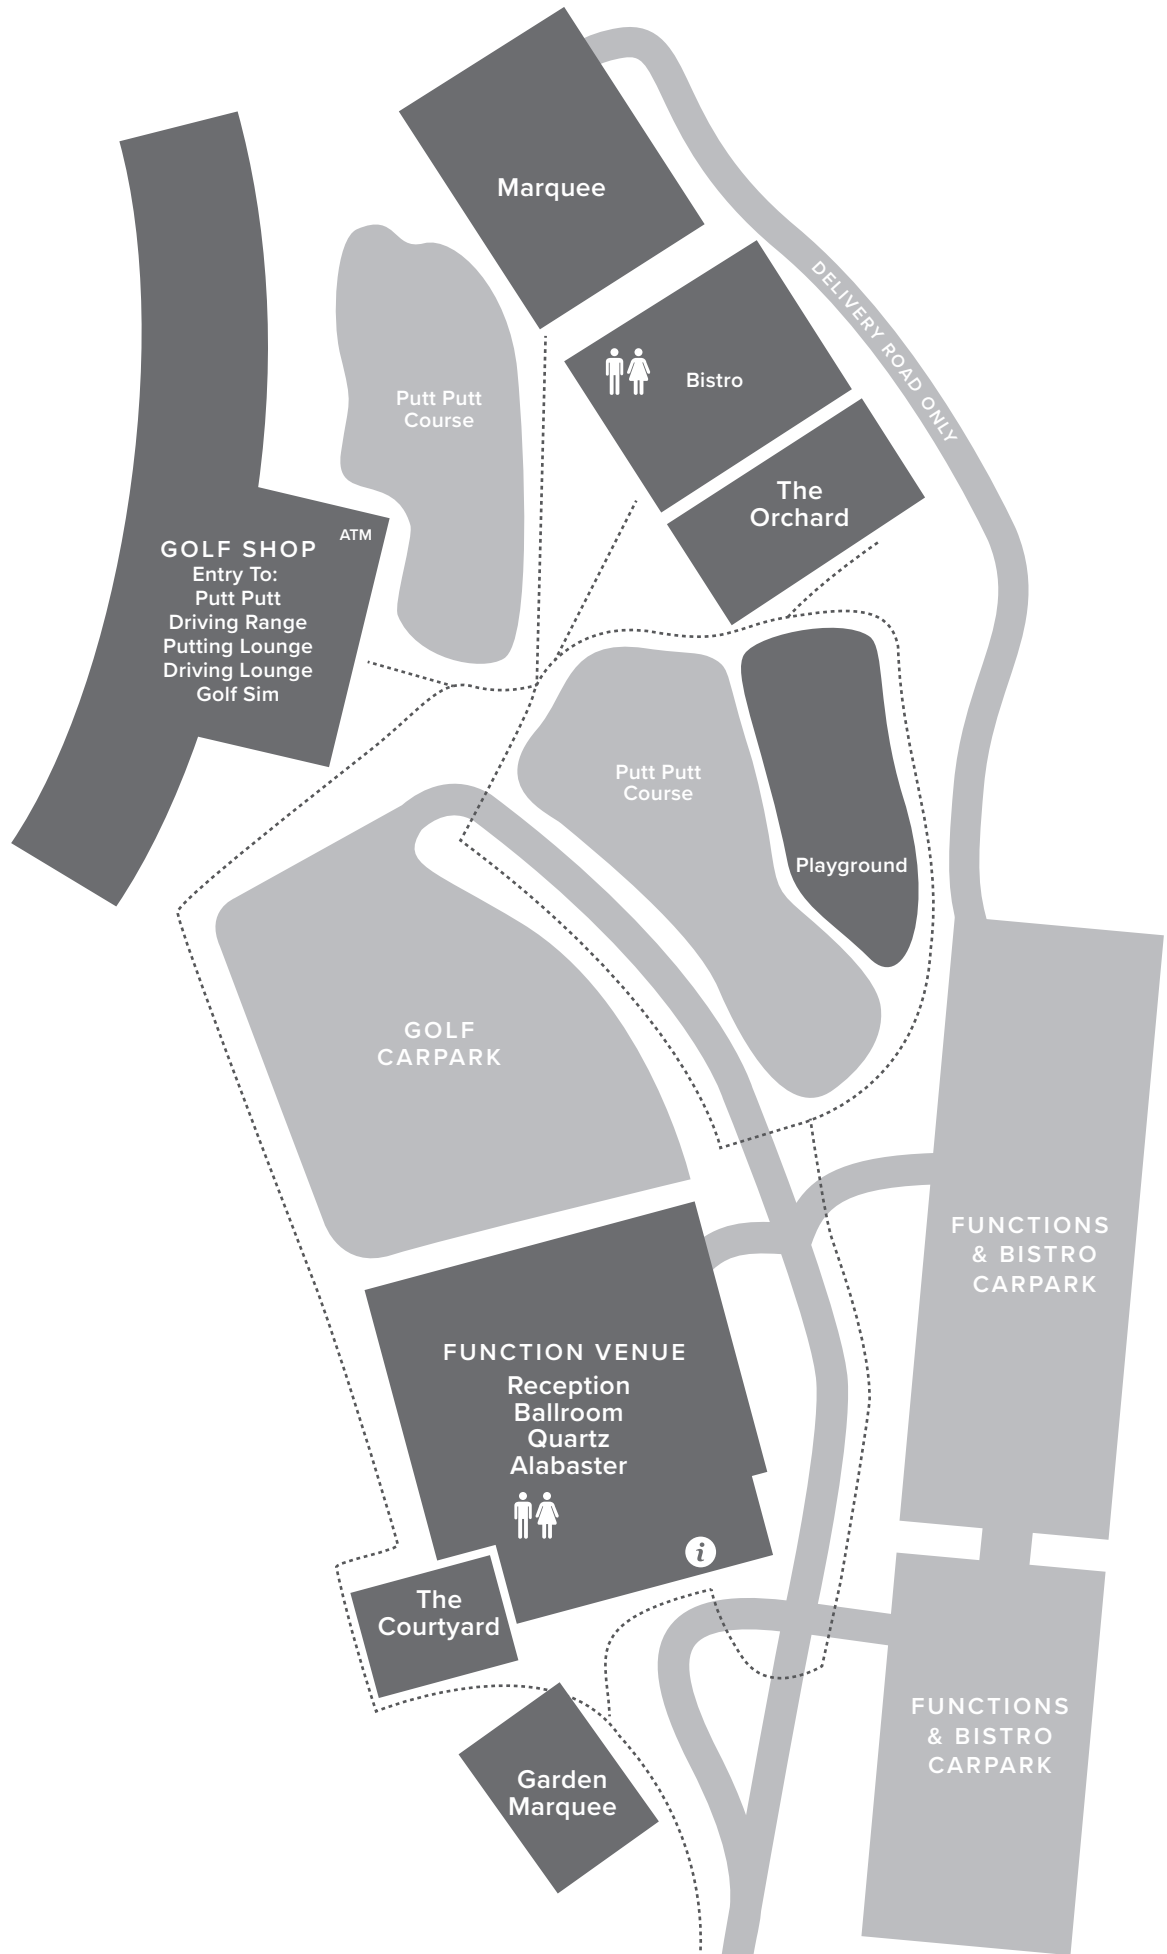 Marquee
DELIVERY ROAD ONLY
Bistro
Putt Putt
Course
The
Orchard
ATM
GOLF SHOP
Entry To:
Putt Putt
Driving Range
Putting Lounge
Driving Lounge
Golf Sim
Putt Putt
Course
Playground
GOLF
CARPARK
FUNCTIONS
& BISTRO
CARPARK
FUNCTION VENUE
Reception
Ballroom
Quartz
Alabaster
i
The
Courtyard
FUNCTIONS
& BISTRO
CARPARK
Garden
Marquee